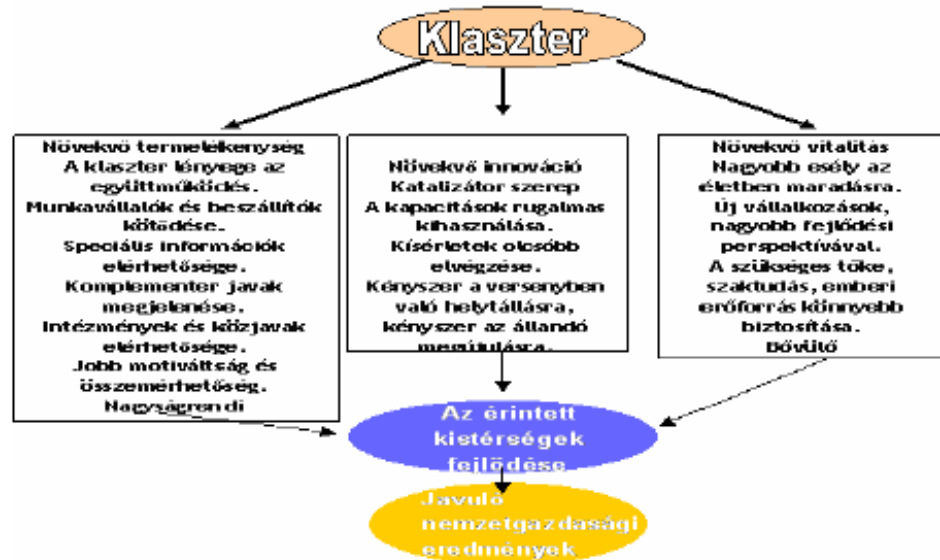 Klaszter
Növekvő termelékenység
A klaszter lényege az
együttműködés.
Munkavállalók és beszállítók
kötődése.
Speciális információk
elérhetősége.
Komplementer javak
megjelenése.
Intézmények és közjavak
elérhetősége.
Jobb motiváltság és
összemérhetőség.
Nagyságrendi
Növekvő innováció
Katalizátor szerep
A kapacitások rugalmas
kihasználása.
Kísérletek olcsóbb
elvégzése.
Kényszer a versenyben
való helytállásra,
kényszer az állandó
megújulásra.
Növekvő vitalitás
Nagyobb esély az
életben maradásra.
Új vállalkozások,
nagyobb fejlődési
perspektívával.
A szükséges tőke,
szaktudás, emberi
erőforrás könnyebb
biztosítása.
Bővülő
Az érintett
kistérségek
fejlődése
Javuló
nemzetgazdasági
eredmények